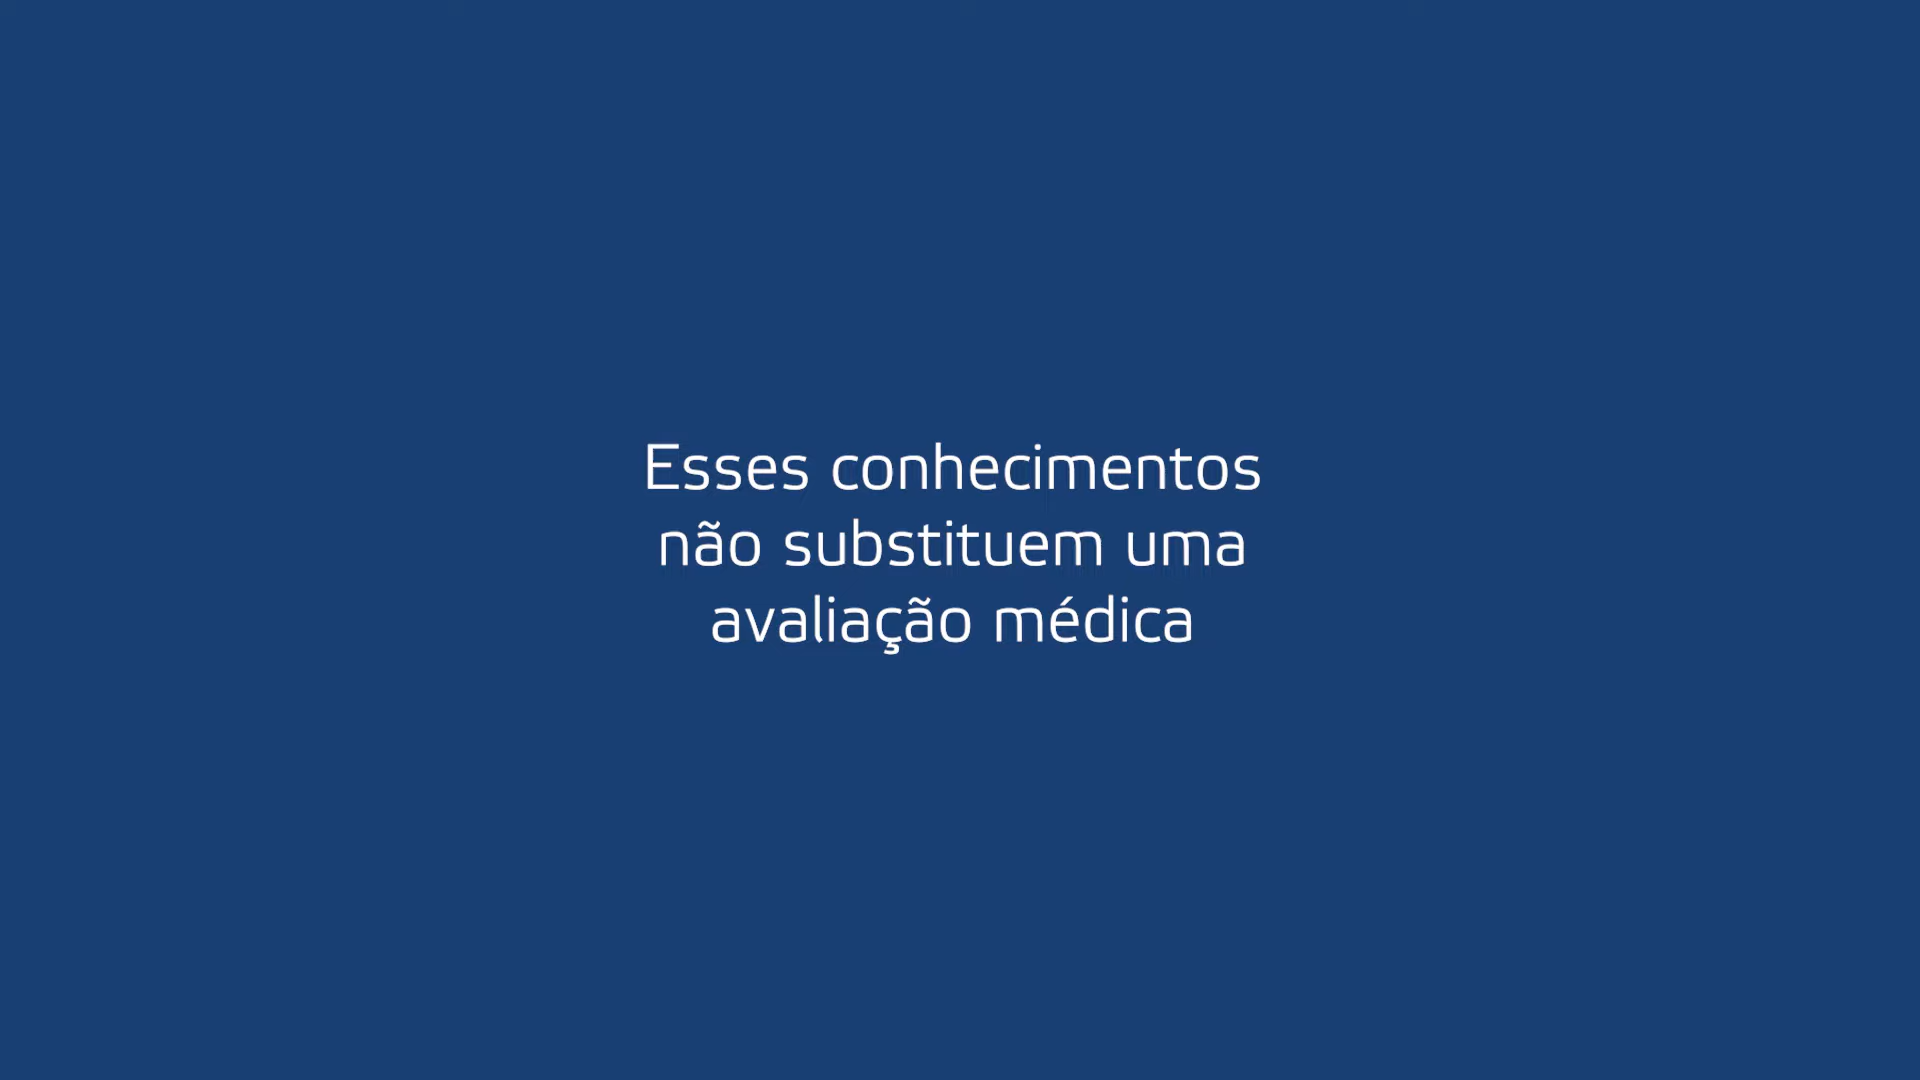 Esses conhecimentos
não substituem uma
avaliação médica